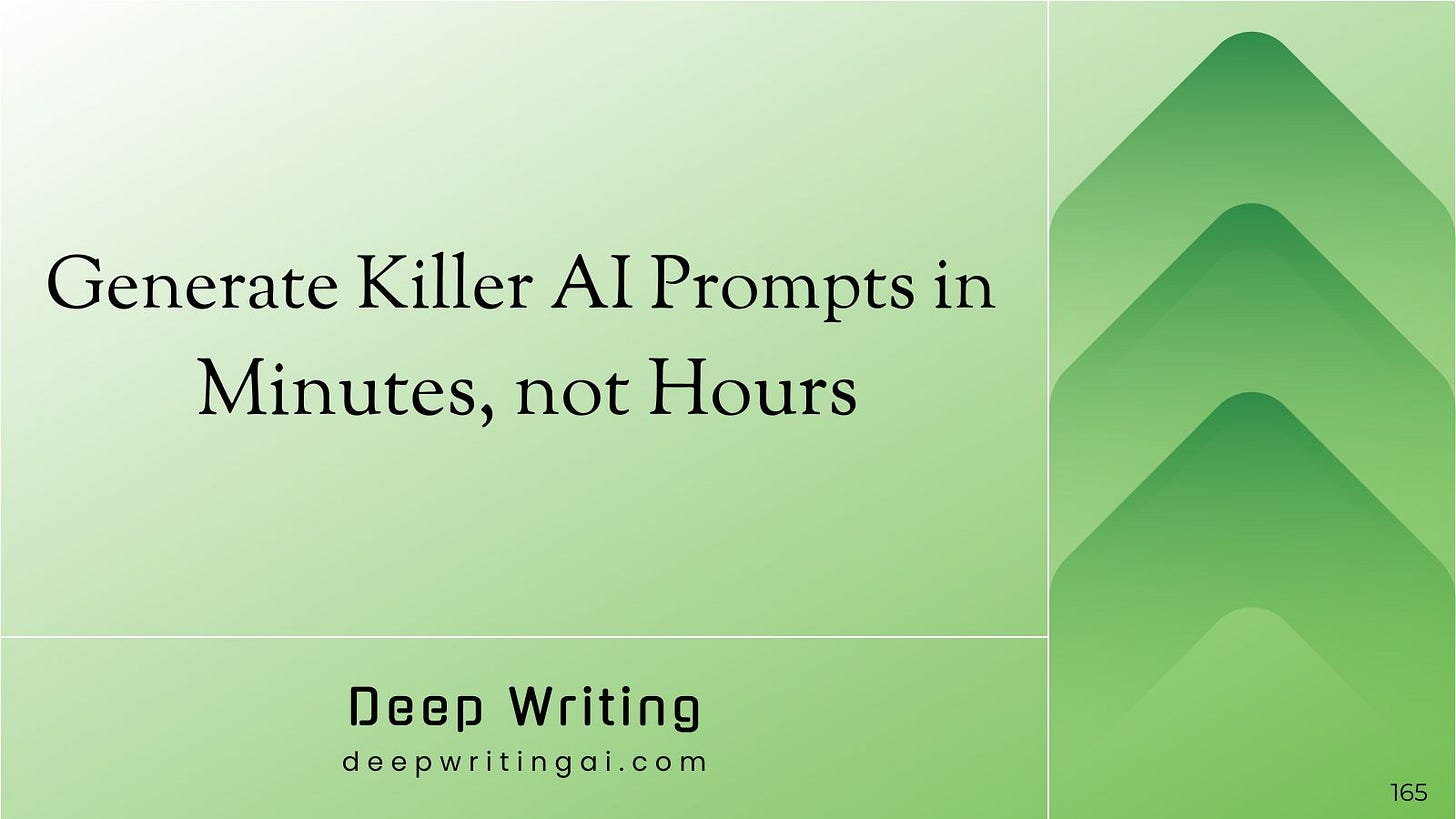 Generate Killer AI Prompts in
Minutes, not Hours
Deep Writing
deepwritingai.com
165